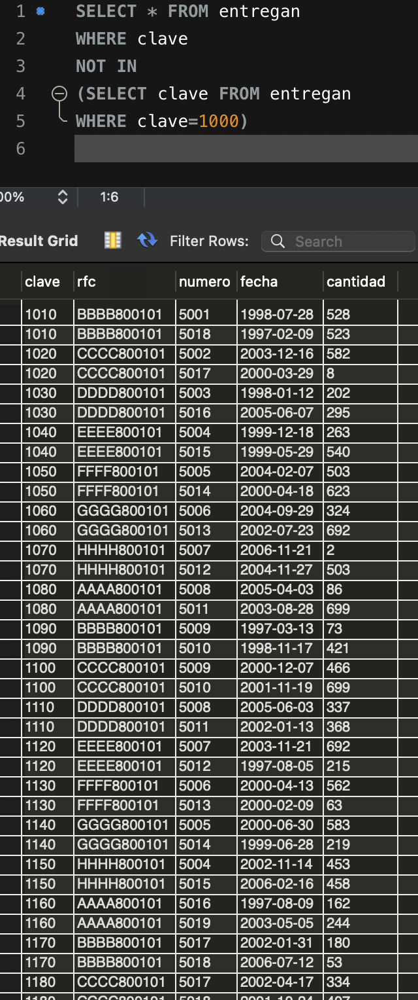 1 SELECT * FROM entregan
2 WHERE clave
3 NOT IN
4 (SELECT clave FROM entregan
5 WHERE clave=1000)
6
00% 1:6
Result Grid Filter Rows: Search
clave rfc numero fecha cantidad
1010 BBBB800101 5001 1998-07-28 528
1010 BBBB800101 5018 1997-02-09 523
1020 CCCC800101 5002 2003-12-16 582
1020 CCCC800101 5017 2000-03-29 8
1030 DDDD800101 5003 1998-01-12 202
1030 DDDD800101 5016 2005-06-07 295
1040 EEEE800101 5004 1999-12-18 263
1040 EEEE800101 5015 1999-05-29 540
1050 FFFF800101 5005 2004-02-07 503
1050 FFFF800101 5014 2000-04-18 623
1060 GGGG800101 5006 2004-09-29 324
1060 GGGG800101 5013 2002-07-23 692
1070 HHHH800101 5007 2006-11-21 2
1070 HHHH800101 5012 2004-11-27 503
1080 AAAA800101 5008 2005-04-03 86
1080 AAAA800101 5011 2003-08-28 699
1090 BBBB800101 5009 1997-03-13 73
1090 BBBB800101 5010 1998-11-17 421
1100 CCCC800101 5009 2000-12-07 466
1100 CCCC800101 5010 2001-11-19 699
1110 DDDD800101 5008 2005-06-03 337
1110 DDDD800101 5011 2002-01-13 368
1120 EEEE800101 5007 2003-11-21 692
1120 EEEE800101 5012 1997-08-05 215
1130 FFFF800101 5006 2000-04-13 562
1130 FFFF800101 5013 2000-02-09 63
1140 GGGG800101 5005 2000-06-30 583
1140 GGGG800101 5014 1999-06-28 219
1150 HHHH800101 5004 2002-11-14 453
1150 HHHH800101 5015 2006-02-16 458
1160 AAAA800101 5016 1997-08-09 162
1160 AAAA800101 5019 2003-05-05 244
1170 BBBB800101 5017 2002-01-31 180
1170 BBBB800101 5018 2006-07-12 53
1180 CCCC800101 5017 2002-04-17 334